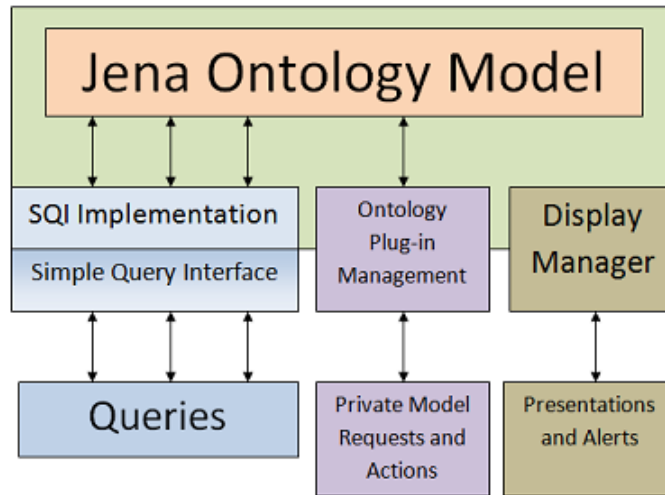 Jena Ontology Model
SQI Implementation
Simple Query Interface
Ontology
Plug-in
Management
Display
Manager
Queries
Private Model
Requests and
Actions
Presentations
and Alerts